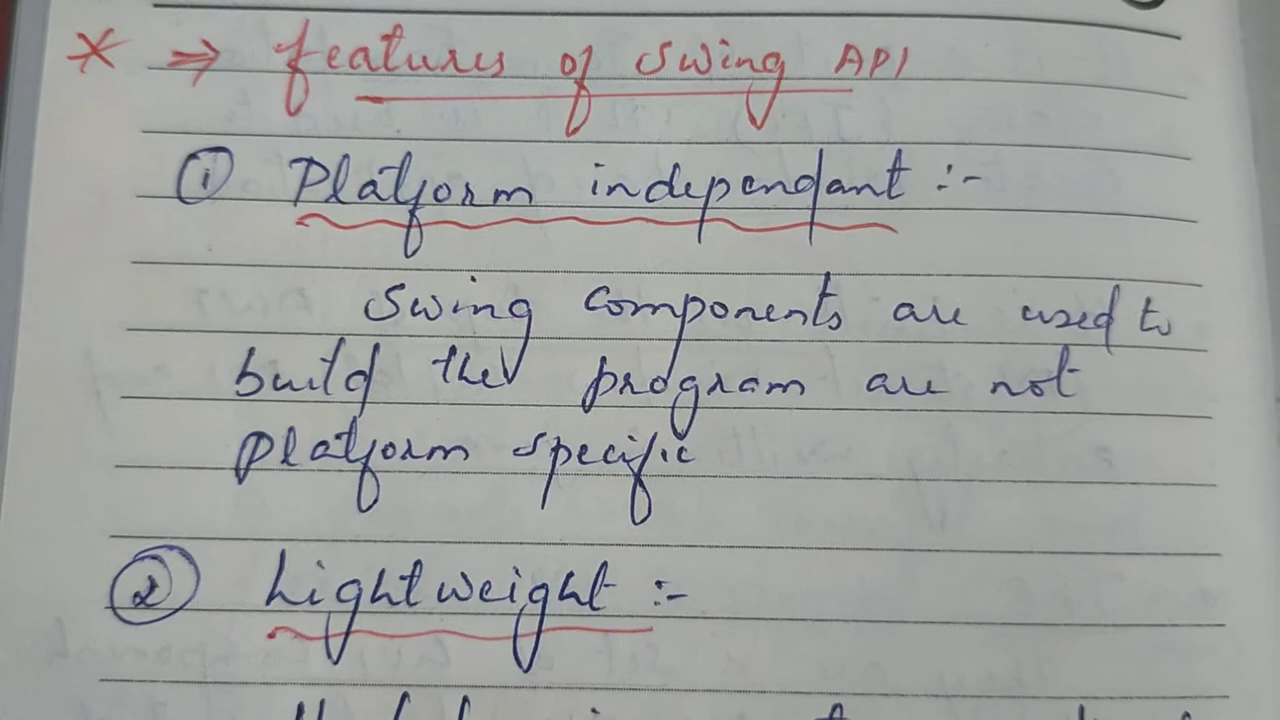 * ⇒ features of Swing API
① Platform independant :-
Swing components are used to
build the program are not
platform specific
② Lightweight :-